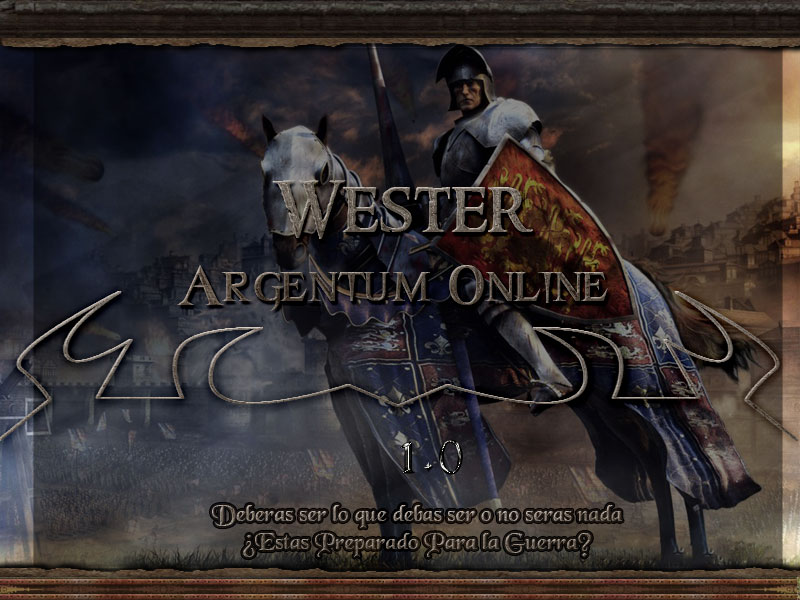 Wester
Argentum Online
1.0
Deberas ser lo que debas ser o no seras nada
¿Estas Preparado Para la Guerra?